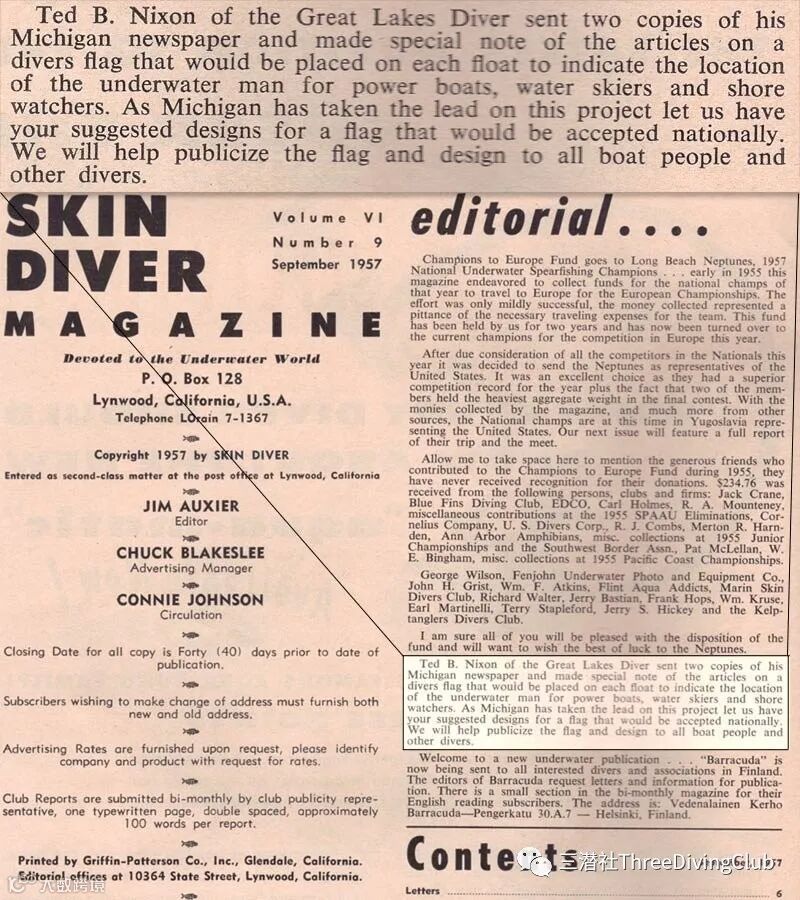 Ted B. Nixon of the Great Lakes Diver sent two copies of his
Michigan newspaper and made special note of the articles on a
divers flag that would be placed on each float to indicate the location
of the underwater man for power boats, water skiers and shore
watchers. As Michigan has taken the lead on this project let us have
your suggested designs for a flag that would be accepted nationally.
We will help publicize the flag and design to all boat people and
other divers.
SKIN
DIVER
MAGAZINE
Volume VI
Number 9
September 1957
Devoted to the Underwater World
P. O. Box 128
Lynwood, California, U.S.A.
Telephone LOrain 7-1367
Copyright 1957 by SKIN DIVER
Entered as second-class matter at the post office at Lynwood, California
JIM AUXIER
Editor
CHUCK BLAKESLEE
Advertising Manager
CONNIE JOHNSON
Circulation
Closing Date for all copy is Forty (40) days prior to date of
publication.
Subscribers wishing to make change of address must furnish both
new and old address.
Advertising Rates are furnished upon request, please identify
company and product with request for rates.
Club Reports are submitted bi-monthly by club publicity repre-
sentative, one typewritten page, double spaced, approximately
100 words per report.
Printed by Griffin-Patterson Co., Inc., Glendale, California.
Editorial offices at 10364 State Street, Lynwood, California.
editorial....
Champions to Europe Fund goes to Long Beach Neptunes, 1957
National Underwater Spearfishing Champions . . . early in 1955 this
magazine endeavored to collect funds for the national champs of
that year to travel to Europe for the European Championships. The
effort was only mildly successful, the money collected represented a
pittance of the necessary traveling expenses for the team. This fund
has been held by us for two years and has now been turned over to
the current champions for the competition in Europe this year.
After due consideration of all the competitors in the Nationals this
year it was decided to send the Neptunes as representatives of the
United States. It was an excellent choice as they had a superior
competition record for the year plus the fact that two of the mem-
bers held the heaviest aggregate weight in the final contest. With the
monies collected by the magazine, and much more from other
sources, the National champs are at this time in Yugoslavia repre-
senting the United States. Our next issue will feature a full report
of their trip and the meet.
Allow me to take space here to mention the generous friends who
contributed to the Champions to Europe Fund during 1955, they
have never received recognition for their donations. $234.76 was
received from the following persons, clubs and firms: Jack Crane,
Blue Fins Diving Club, EDCO, Carl Holmes, R. A. Mounteney,
miscellaneous contributions at the 1955 SPAAU Eliminations, Cor-
nelius Company, U. S. Divers Corp., R. J. Combs, Merton R. Harn-
den, Ann Arbor Amphibians, misc. collections at 1955 Junior
Championships and the Southwest Border Assn., Pat McLellan, W.
E. Bingham, misc. collections at 1955 Pacific Coast Championships.
George Wilson, Fenjohn Underwater Photo and Equipment Co.,
John H. Grist, Wm. F. Atkins, Flint Aqua Addicts, Marin Skin
Divers Club, Richard Walter, Jerry Bastian, Frank Hops, Wm. Kruse,
Earl Martinelli, Terry Stapleford, Jerry S. Hickey and the Kelp-
tanglers Divers Club.
I am sure all of you will be pleased with the disposition of the
fund and will want to wish the best of luck to the Neptunes.
Ted B. Nixon of the Great Lakes Diver sent two copies of his
Michigan newspaper and made special note of the articles on a
divers flag that would be placed on each float to indicate the location
of the underwater man for power boats, water skiers and shore
watchers. As Michigan has taken the lead on this project let us have
your suggested designs for a flag that would be accepted nationally.
We will help publicize the flag and design to all boat people and
other divers.
Welcome to a new underwater publication . . . "Barracuda" is
now being sent to all interested divers and associations in Finland.
The editors of Barracuda request letters and information for publica-
tion. There is a small section in the bi-monthly magazine for their
English reading subscribers. The address is: Vedenalainen Kerho
Barracuda—Pengerkatu 30.A.7 — Helsinki, Finland.
Contents
Letters 6
三潜社ThreeDivingClub
大数跨境